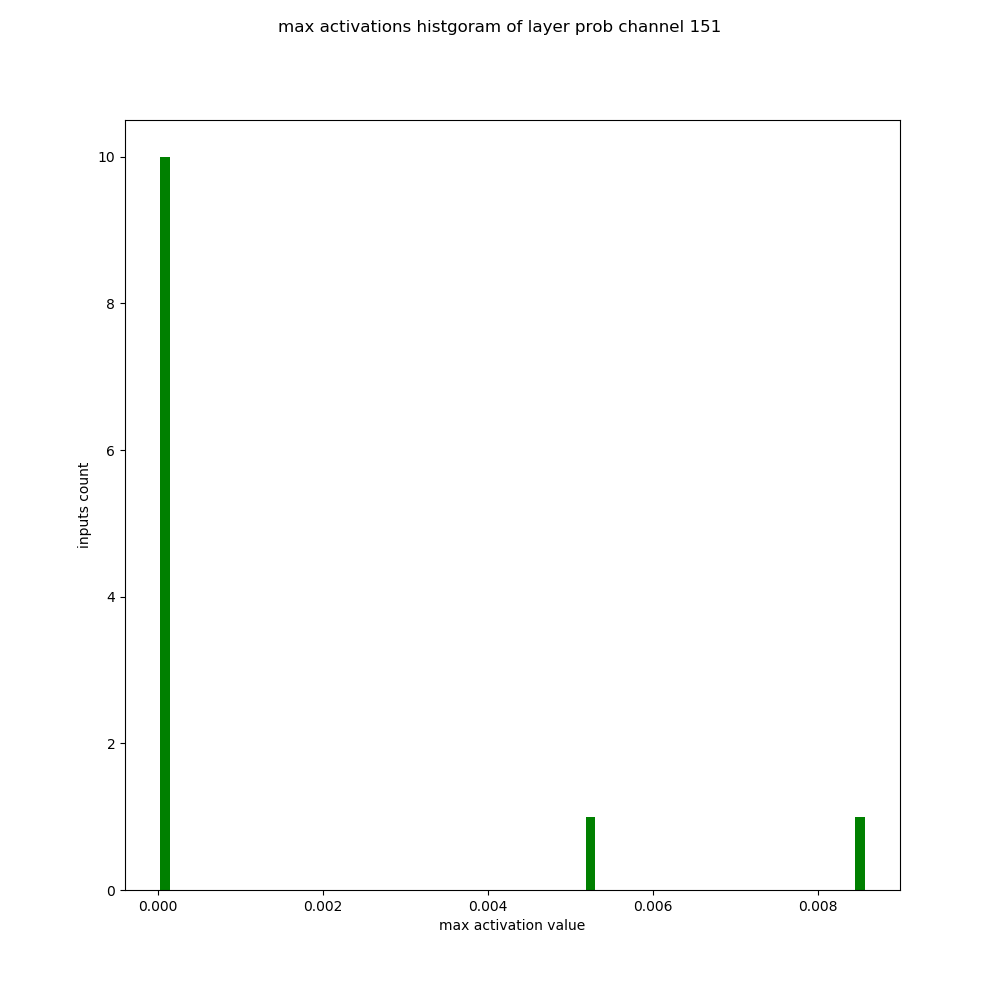 max activations histgoram of layer prob channel 151
10
8
6
4
2
0
inputs count
0.000 0.002 0.004 0.006 0.008
max activation value